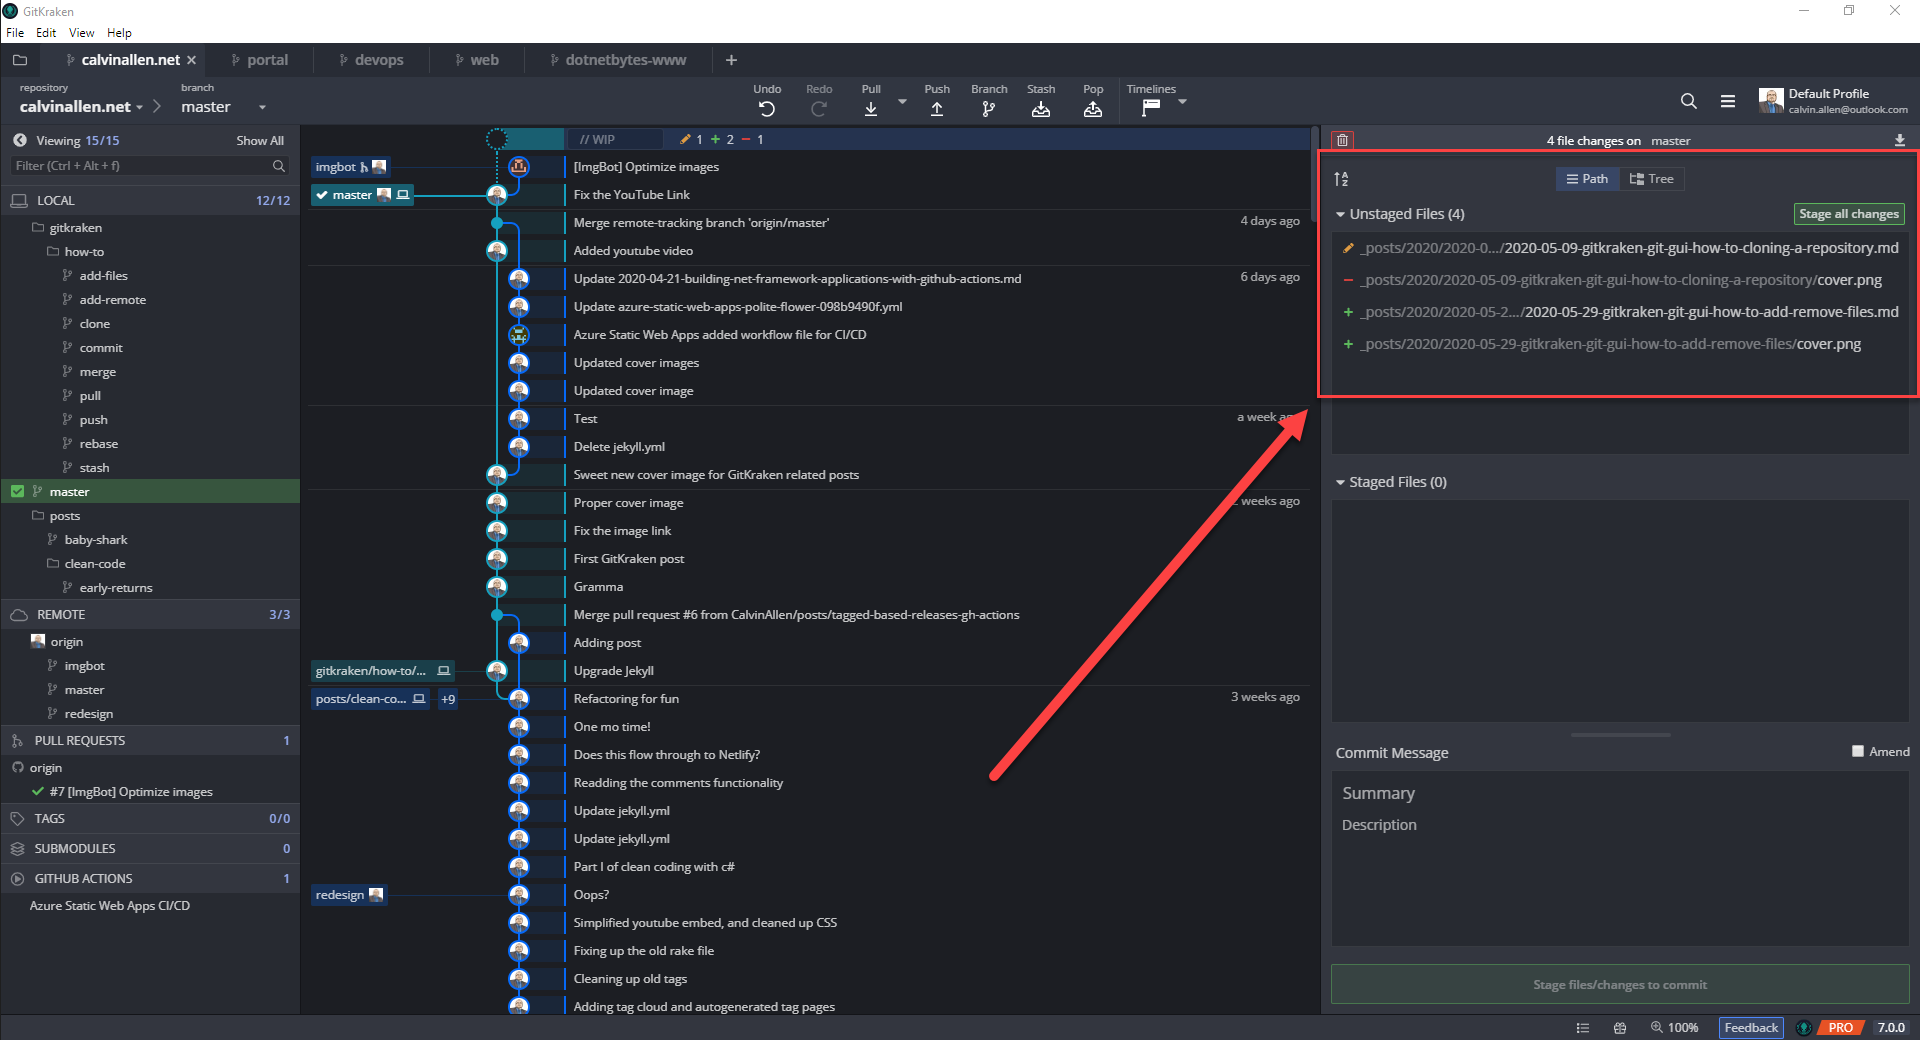 GitKraken
File Edit View Help
calvinallen.net portal devops web dotnetbytes-www
repository
calvinallen.net
branch
master
Undo Redo Pull Push Branch Stash Pop Timelines
Default Profile
calvin.allen@outlook.com
Viewing 15/15 Show All
Filter (Ctrl + Alt + f)
LOCAL 12/12
gitkraken
how-to
add-files
add-remote
clone
commit
merge
pull
push
rebase
stash
master
posts
baby-shark
clean-code
early-returns
REMOTE 3/3
origin
imgbot
master
redesign
PULL REQUESTS 1
origin
#7 [ImgBot] Optimize images
TAGS 0/0
SUBMODULES 0
GITHUB ACTIONS 1
Azure Static Web Apps CI/CD
// WIP 1 + 2 − 1
imgbot [ImgBot] Optimize images
master Fix the YouTube Link
Merge remote-tracking branch 'origin/master' 4 days ago
Added youtube video
Update 2020-04-21-building-net-framework-applications-with-github-actions.md 6 days ago
Update azure-static-web-apps-polite-flower-098b9490f.yml
Azure Static Web Apps added workflow file for CI/CD
Updated cover images
Updated cover image
Test a week
Delete jekyll.yml
Sweet new cover image for GitKraken related posts
Proper cover image weeks ago
Fix the image link
First GitKraken post
Gramma
Merge pull request #6 from CalvinAllen/posts/tagged-based-releases-gh-actions
Adding post
gitkraken/how-to/... Upgrade Jekyll
posts/clean-co... +9 Refactoring for fun 3 weeks ago
One mo time!
Does this flow through to Netlify?
Readding the comments functionality
Update jekyll.yml
Update jekyll.yml
Part I of clean coding with c#
redesign Oops?
Simplified youtube embed, and cleaned up CSS
Fixing up the old rake file
Cleaning up old tags
Adding tag cloud and autogenerated tag pages
4 file changes on master
Path Tree
Unstaged Files (4) Stage all changes
_posts/2020/2020-0.../2020-05-09-gitkraken-git-gui-how-to-cloning-a-repository.md
− _posts/2020/2020-05-09-gitkraken-git-gui-how-to-cloning-a-repository/cover.png
+ _posts/2020/2020-05-2.../2020-05-29-gitkraken-git-gui-how-to-add-remove-files.md
+ _posts/2020/2020-05-29-gitkraken-git-gui-how-to-add-remove-files/cover.png
Staged Files (0)
Commit Message Amend
Summary
Description
Stage files/changes to commit
100% Feedback PRO 7.0.0